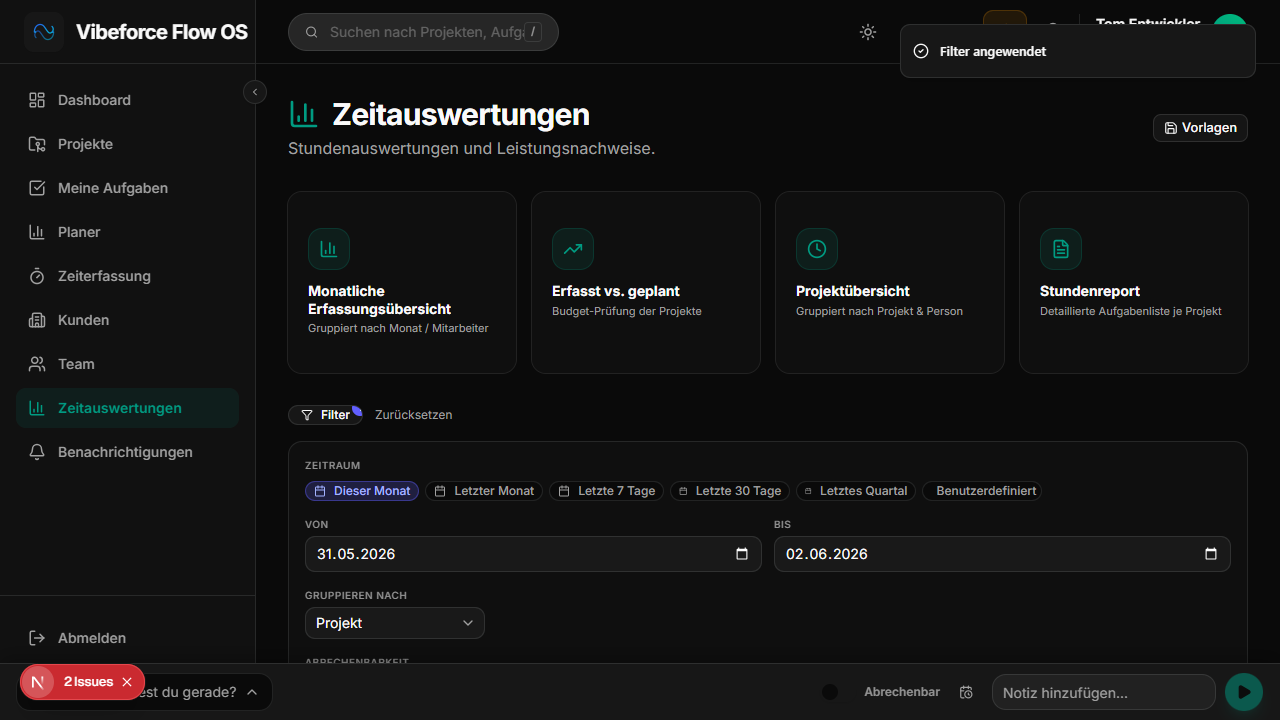 Vibeforce Flow OS
Suchen nach Projekten, Aufga
/
Filter angewendet
Dashboard
Projekte
Meine Aufgaben
Planer
Zeiterfassung
Kunden
Team
Zeitauswertungen
Benachrichtigungen
Abmelden
Zeitauswertungen
Stundenauswertungen und Leistungsnachweise.
Vorlagen
Monatliche
Erfassungsübersicht
Gruppiert nach Monat / Mitarbeiter
Erfasst vs. geplant
Budget-Prüfung der Projekte
Projektübersicht
Gruppiert nach Projekt & Person
Stundenreport
Detaillierte Aufgabenliste je Projekt
Filter
Zurücksetzen
ZEITRAUM
Dieser Monat
Letzter Monat
Letzte 7 Tage
Letzte 30 Tage
Letztes Quartal
Benutzerdefiniert
VON
31.05.2026
BIS
02.06.2026
GRUPPIEREN NACH
Projekt
ABRECHENBARKEIT
N
2 Issues
est du gerade?
Abrechenbar
Notiz hinzufügen...